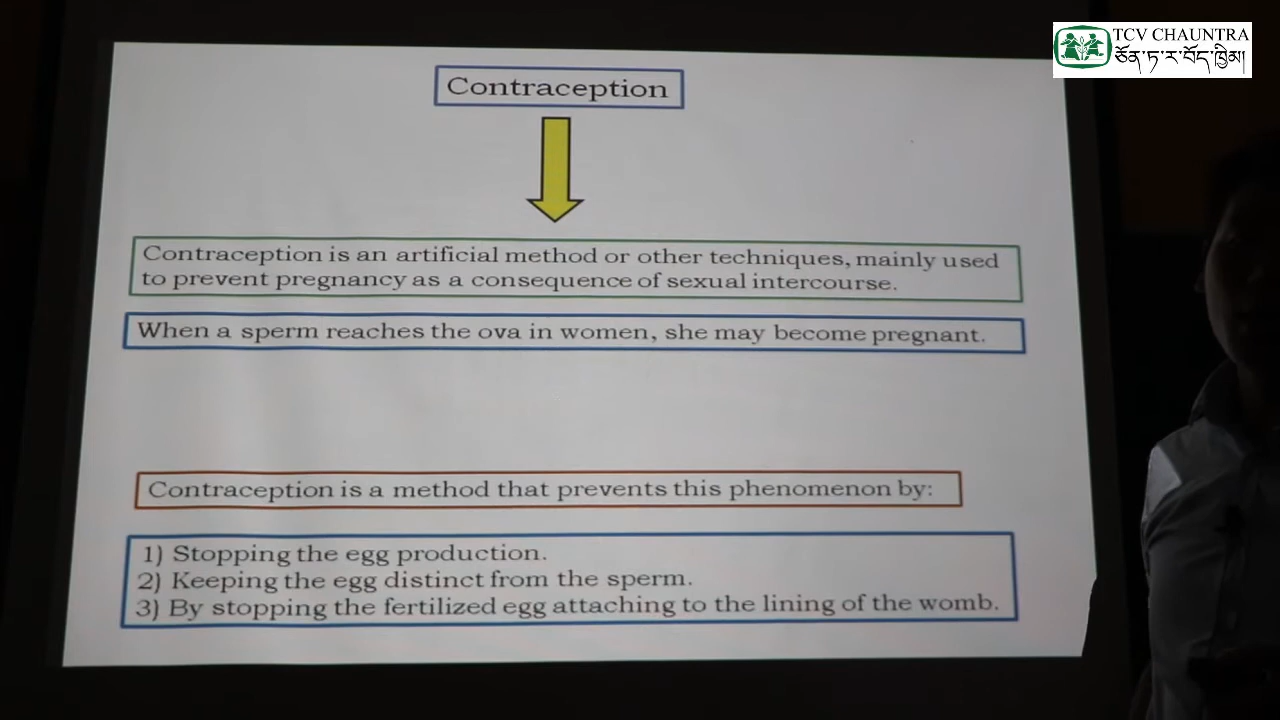 TCV CHAUNTRA
ཅོན་ཏ་ར་བོད་ཁྱིམ།
Contraception
Contraception is an artificial method or other techniques, mainly used
to prevent pregnancy as a consequence of sexual intercourse.
When a sperm reaches the ova in women, she may become pregnant.
Contraception is a method that prevents this phenomenon by:
1) Stopping the egg production.
2) Keeping the egg distinct from the sperm.
3) By stopping the fertilized egg attaching to the lining of the womb.